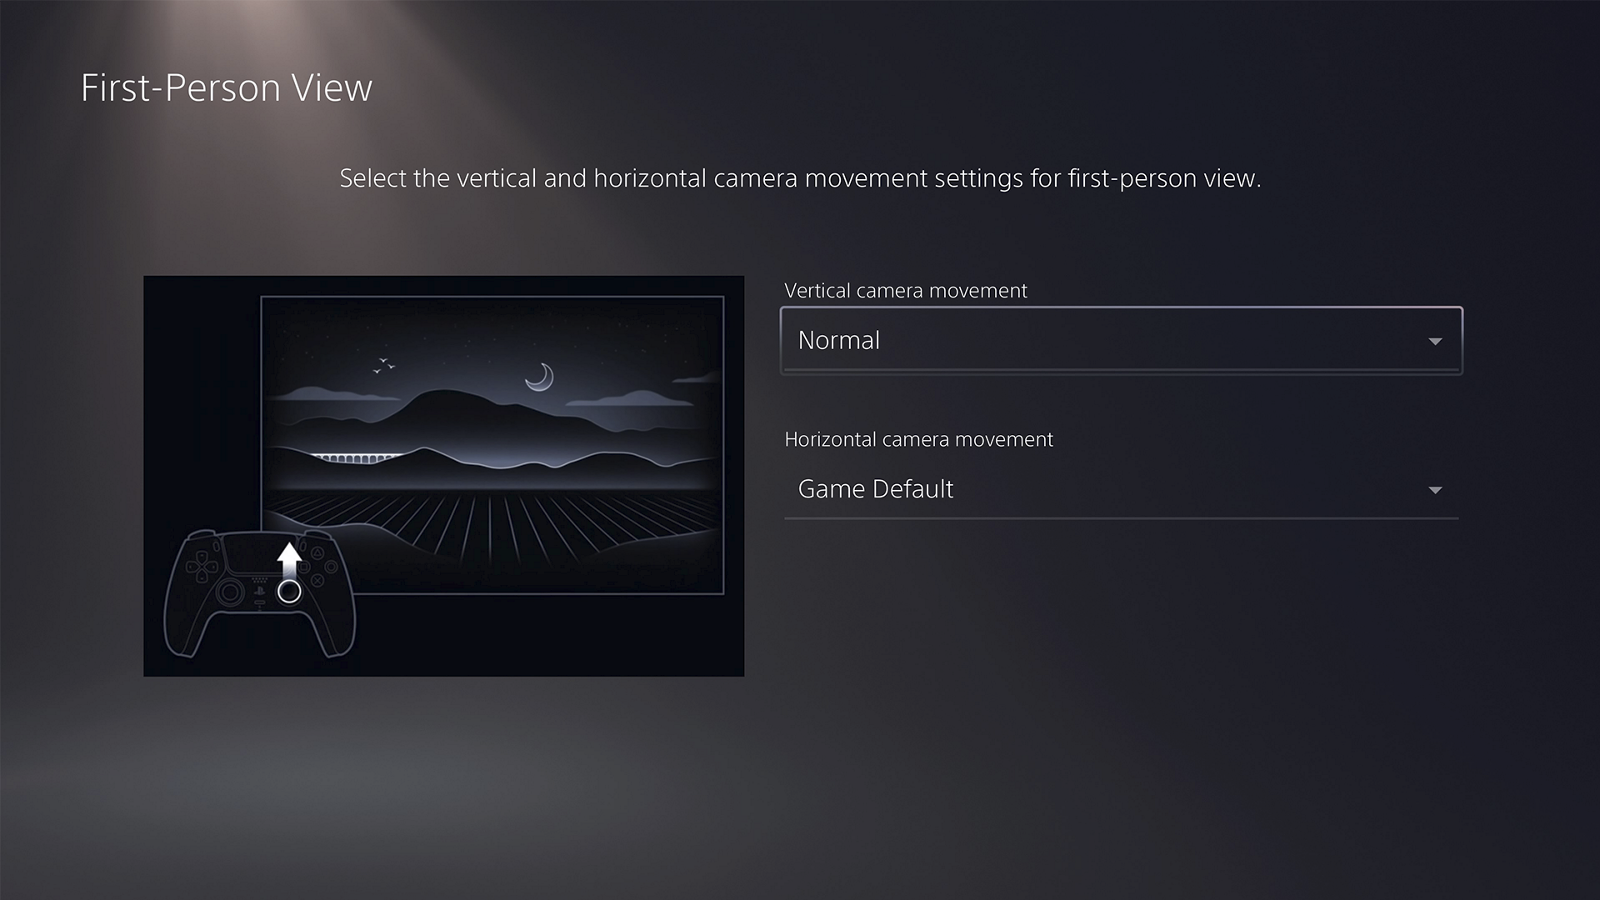 First-Person View
Select the vertical and horizontal camera movement settings for first-person view.
Vertical camera movement
Normal
Horizontal camera movement
Game Default